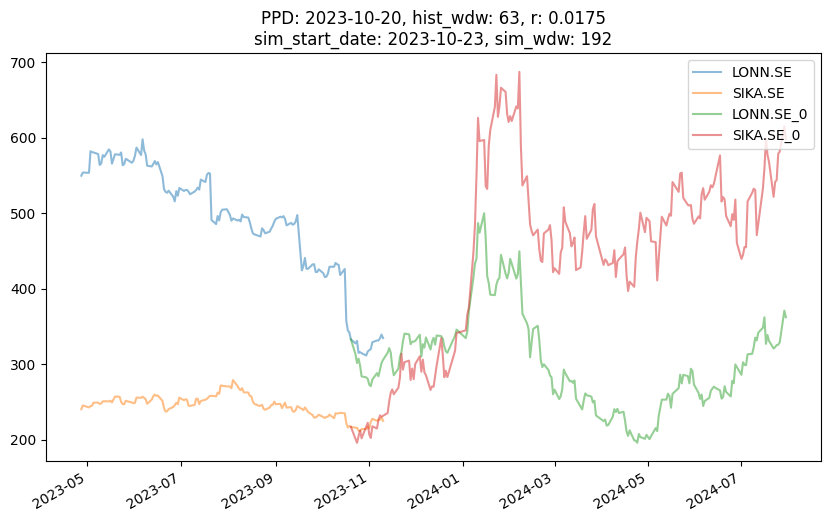 PPD: 2023-10-20, hist_wdw: 63, r: 0.0175
sim_start_date: 2023-10-23, sim_wdw: 192
700
600
500
400
300
200
LONN.SE
SIKA.SE
LONN.SE_0
SIKA.SE_0
2023-05
2023-07
2023-09
2023-11
2024-01
2024-03
2024-05
2024-07